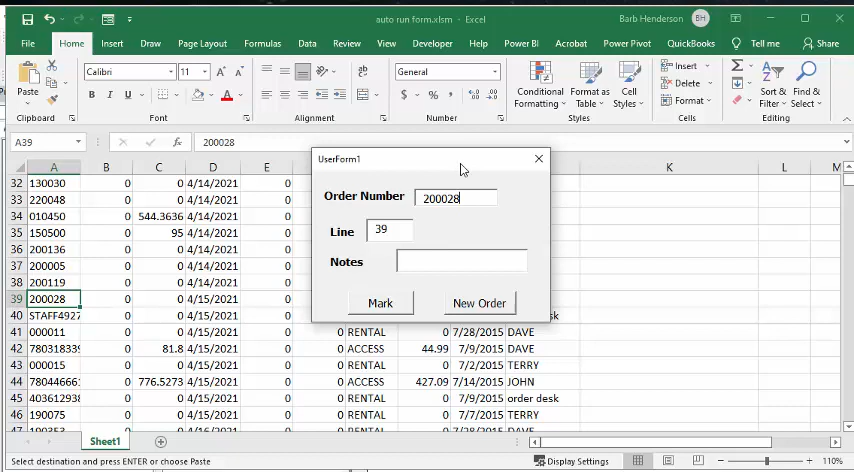 auto run form.xlsm - Excel
Barb Henderson BH
File Home Insert Draw Page Layout Formulas Data Review View Developer Help Power BI Acrobat Power Pivot QuickBooks Tell me Share
Paste
Calibri 11
General
Conditional Formatting
Format as Table
Cell Styles
Insert
Delete
Format
Sort & Filter
Find & Select
Clipboard Font Alignment Number Styles Cells Editing
A39 200028
A B C D E K L M
32 130030 0 0 4/14/2021 0
33 220048 0 0 4/14/2021 0
34 010450 0 544.3636 4/14/2021 0
35 150500 0 95 4/14/2021 0
36 200136 0 0 4/14/2021 0
37 200005 0 0 4/14/2021 0
38 200119 0 0 4/14/2021 0
39 200028 0 0 4/15/2021 0
40 STAFF4927 0 0 4/15/2021 0
41 000011 0 0 4/15/2021 0 RENTAL 0 7/28/2015 DAVE
42 780318339 0 81.8 4/15/2021 0 ACCESS 44.99 7/9/2015 DAVE
43 000015 0 0 4/15/2021 0 RENTAL 0 7/2/2015 TERRY
44 780446661 0 776.5273 4/15/2021 0 ACCESS 427.09 7/14/2015 JOHN
45 403612938 0 0 4/15/2021 0 RENTAL 0 7/9/2015 order desk
46 190075 0 0 4/15/2021 0 RENTAL 0 7/7/2015 TERRY
47
UserForm1
Order Number 200028
Line 39
Notes
Mark New Order
Sheet1
Select destination and press ENTER or choose Paste Display Settings 110%